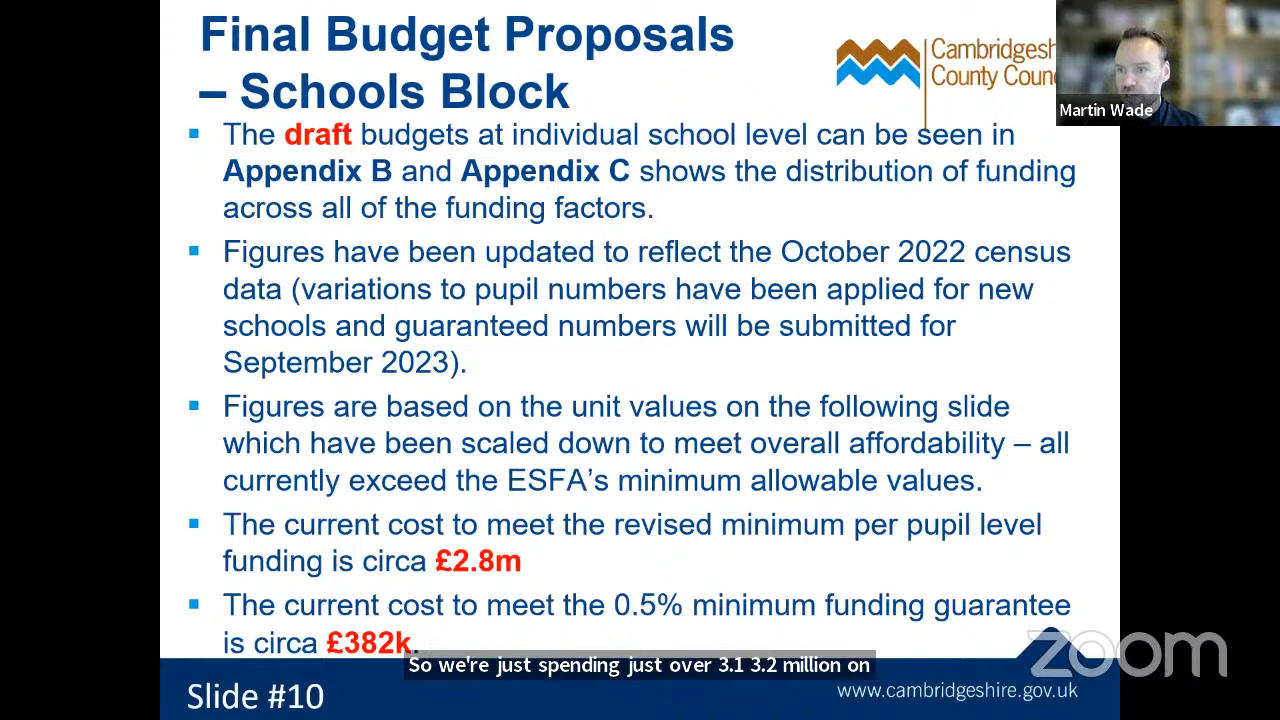 Final Budget Proposals
– Schools Block
Cambridgesh
County Counc
Martin Wade
▪ The draft budgets at individual school level can be seen in
Appendix B and Appendix C shows the distribution of funding
across all of the funding factors.
▪ Figures have been updated to reflect the October 2022 census
data (variations to pupil numbers have been applied for new
schools and guaranteed numbers will be submitted for
September 2023).
▪ Figures are based on the unit values on the following slide
which have been scaled down to meet overall affordability – all
currently exceed the ESFA’s minimum allowable values.
▪ The current cost to meet the revised minimum per pupil level
funding is circa £2.8m
▪ The current cost to meet the 0.5% minimum funding guarantee
is circa £382k.
So we're just spending just over 3.1 3.2 million on
zoom
Slide #10
www.cambridgeshire.gov.uk